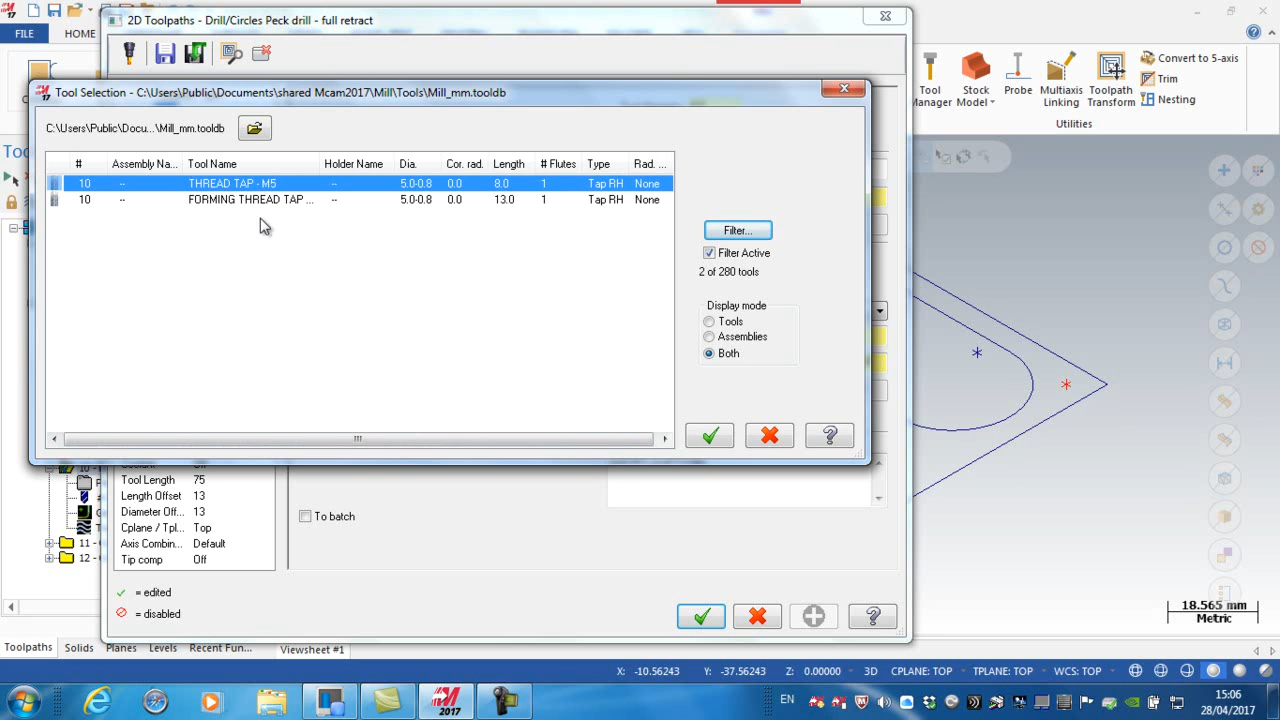 2D Toolpaths - Drill/Circles Peck drill - full retract
17
FILE
HOME
Convert to 5-axis
Trim
Nesting
Tool
Manager
Stock
Model
Probe
Multiaxis
Linking
Toolpath
Transform
Utilities
17
Tool Selection - C:\Users\Public\Documents\shared Mcam2017\Mill\Tools\Mill_mm.tooldb
C:\Users\Public\Docu...\Mill_mm.tooldb
# Assembly Na... Tool Name Holder Name Dia. Cor. rad. Length # Flutes Type Rad. ...
10 -- THREAD TAP - M5 -- 5.0-0.8 0.0 8.0 1 Tap RH None
10 -- FORMING THREAD TAP ... -- 5.0-0.8 0.0 13.0 1 Tap RH None
Filter...
Filter Active
2 of 280 tools
Display mode
Tools
Assemblies
Both
Tool Length 75
Length Offset 13
Diameter Off... 13
Cplane / Tpl... Top
Axis Combin... Default
Tip comp Off
To batch
10 -
11 -
12 -
= edited
= disabled
18.565 mm
Metric
Toolpaths Solids Planes Levels Recent Fun... Viewsheet #1
X: -10.56243 Y: -37.56243 Z: 0.00000 3D CPLANE: TOP TPLANE: TOP WCS: TOP
2017
EN
15:06
28/04/2017